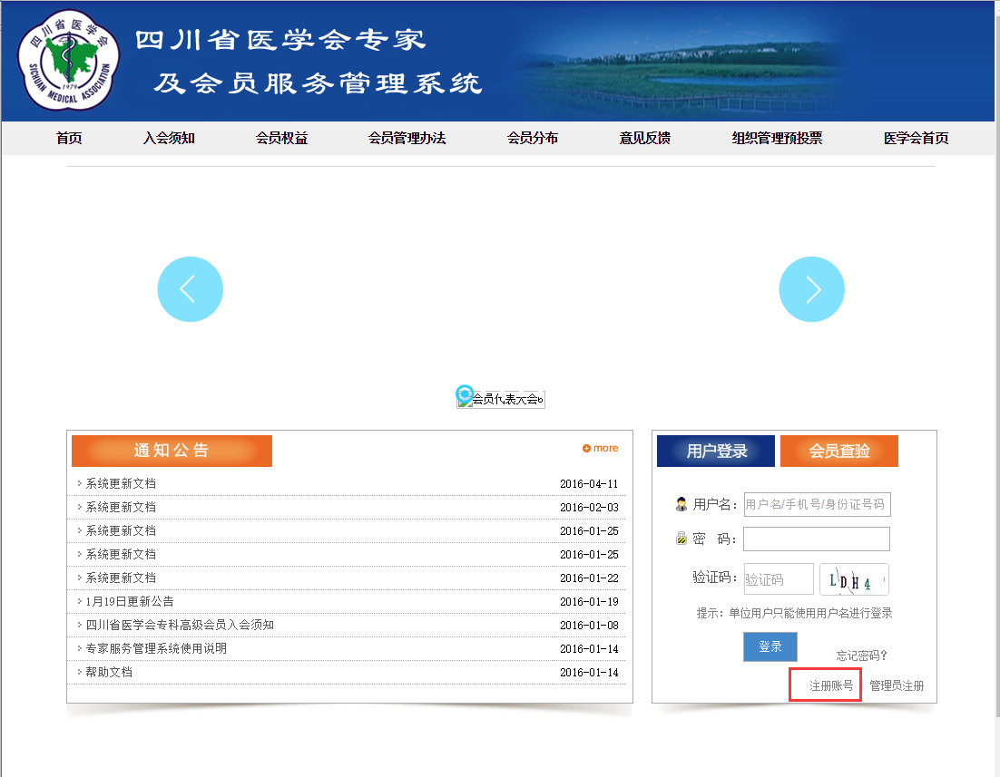 四川省医学会
SICHUAN MEDICAL ASSOCIATION
1979
四川省医学会专家
及会员服务管理系统
首页 入会须知 会员权益 会员管理办法 会员分布 意见反馈 组织管理预投票 医学会首页
会员代表大会6
通知公告 more
系统更新文档 2016-04-11
系统更新文档 2016-02-03
系统更新文档 2016-01-25
系统更新文档 2016-01-25
系统更新文档 2016-01-22
1月19日更新公告 2016-01-19
四川省医学会专科高级会员入会须知 2016-01-08
专家服务管理系统使用说明 2016-01-14
帮助文档 2016-01-14
用户登录 会员查验
用户名： 用户名/手机号/身份证号码
密 码：
验证码： 验证码 LDH4
提示：单位用户只能使用用户名进行登录
登录 忘记密码?
注册账号 管理员注册